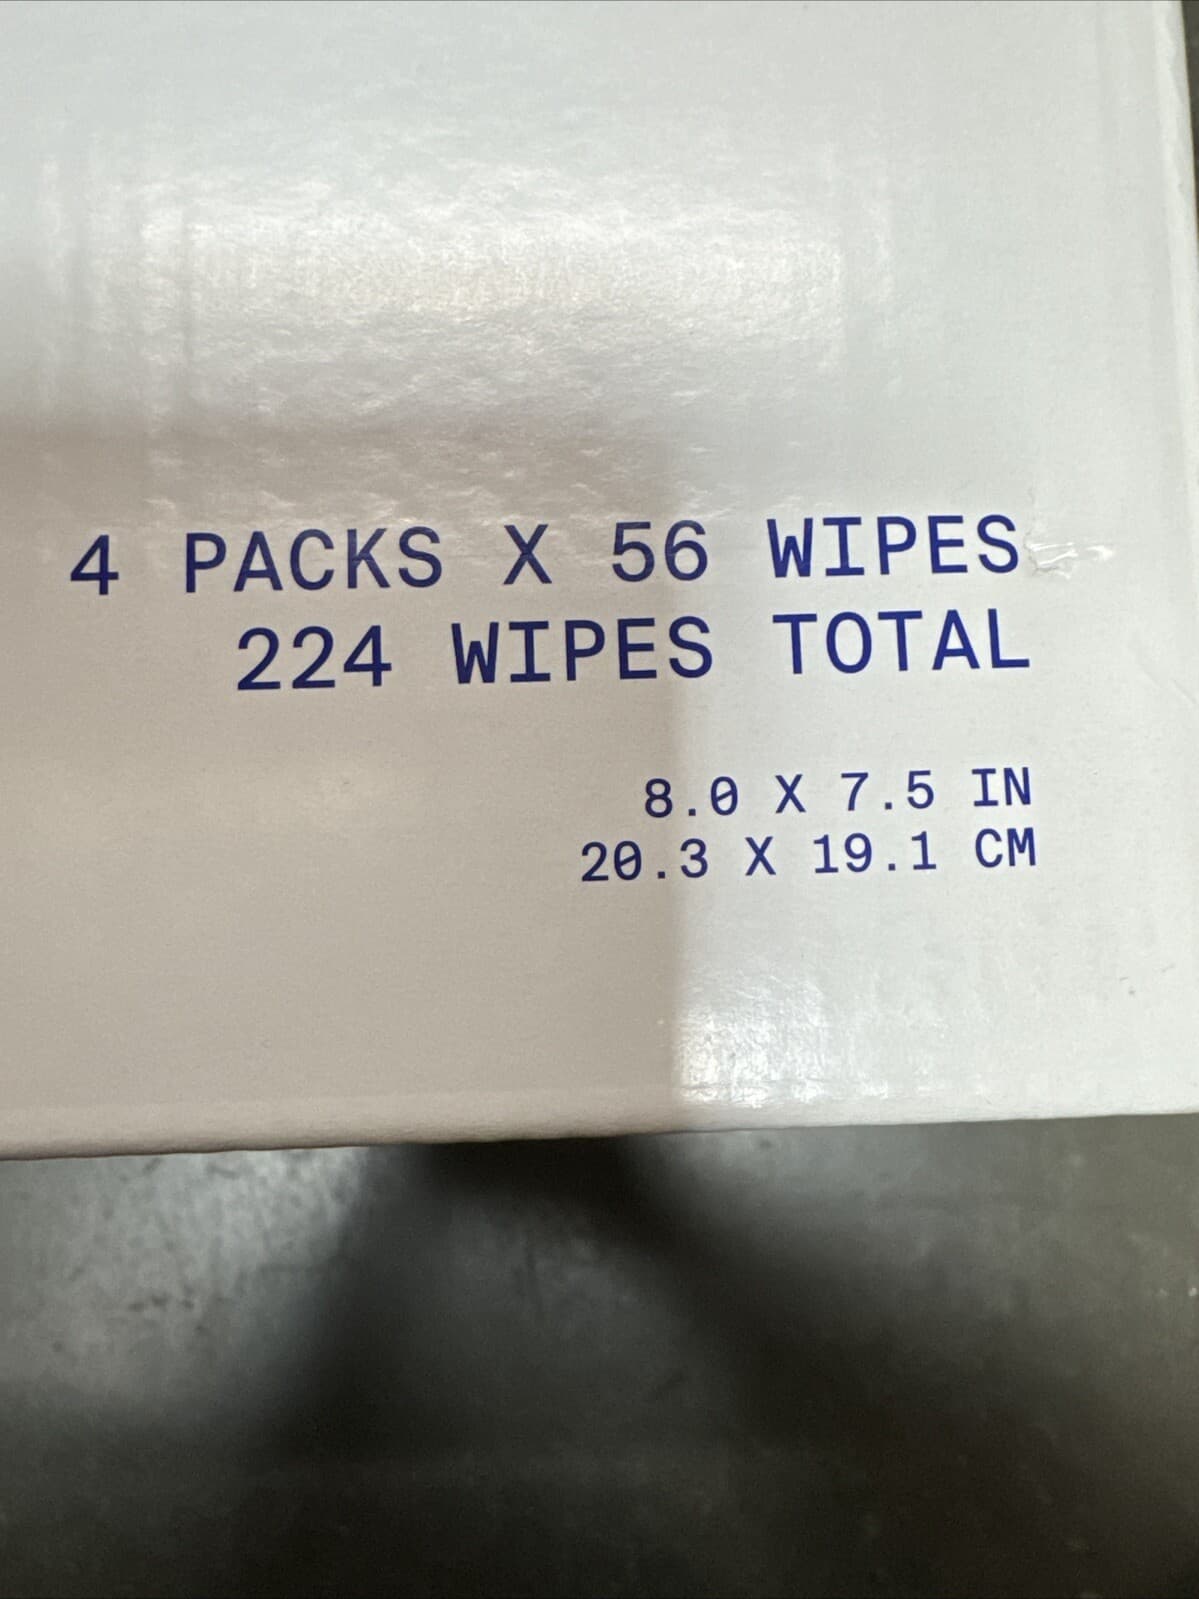 4 PACKS X 56 WIPES
224 WIPES TOTAL
8.0 X 7.5 IN
20.3 X 19.1 CM